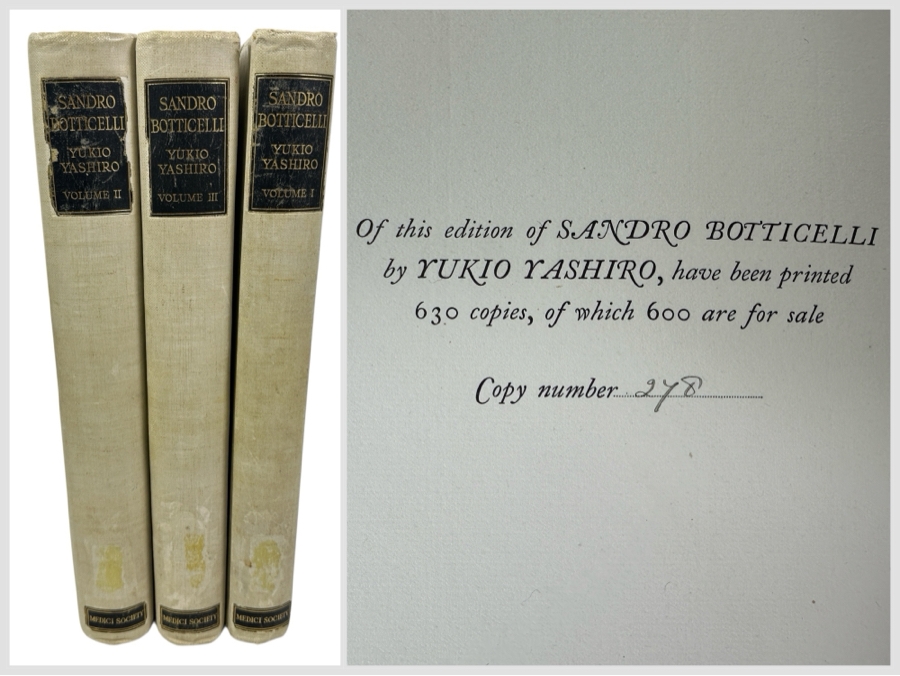 SANDRO
BOTTICELLI
YUKIO
YASHIRO
VOLUME II
MEDICI SOCIETY
SANDRO
BOTTICELLI
YUKIO
YASHIRO
VOLUME III
MEDICI SOCIETY
SANDRO
BOTTICELLI
YUKIO
YASHIRO
VOLUME I
MEDICI SOCIETY
Of this edition of SANDRO BOTTICELLI
by YUKIO YASHIRO, have been printed
630 copies, of which 600 are for sale
Copy number 278